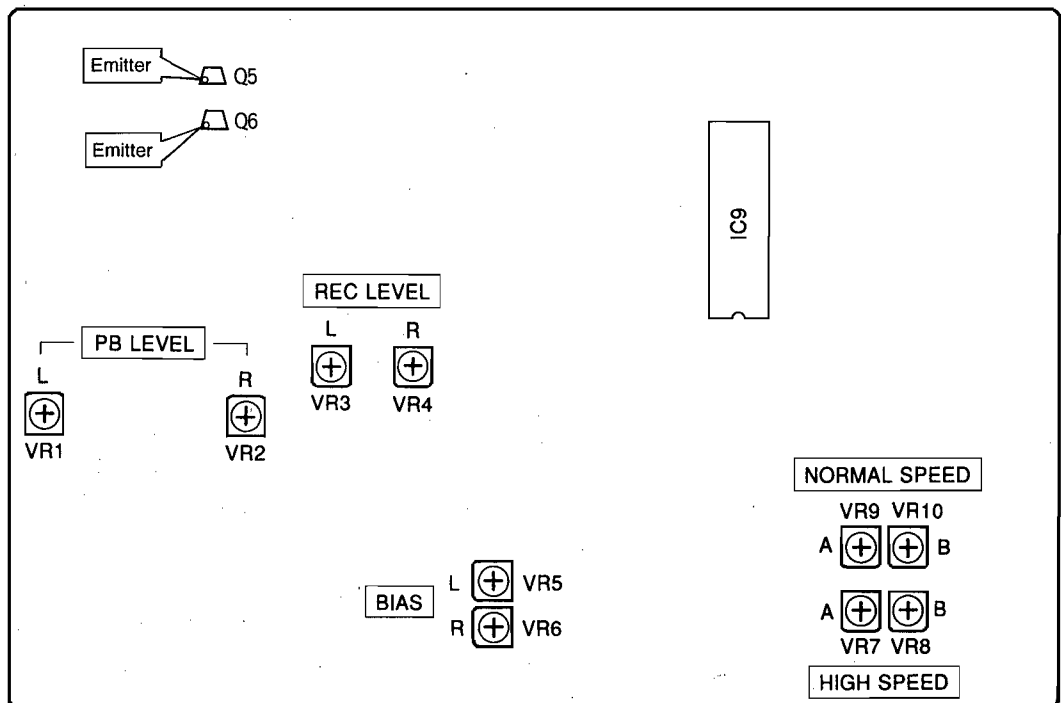 Emitter
Q5
Q6
Emitter
IC9
REC LEVEL
L R
VR3 VR4
PB LEVEL
L R
VR1 VR2
NORMAL SPEED
VR9 VR10
A B
A B
VR7 VR8
HIGH SPEED
BIAS
L VR5
R VR6